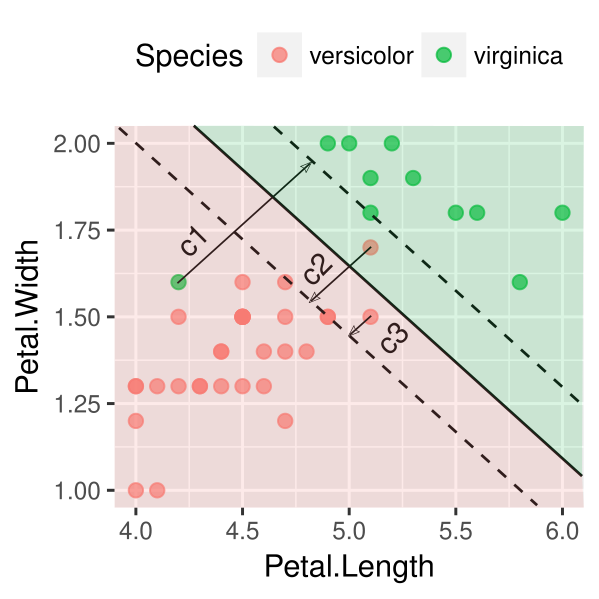 Species versicolor virginica
2.00
1.75
1.50
1.25
1.00
Petal.Width
c1
c2
c3
4.0 4.5 5.0 5.5 6.0
Petal.Length